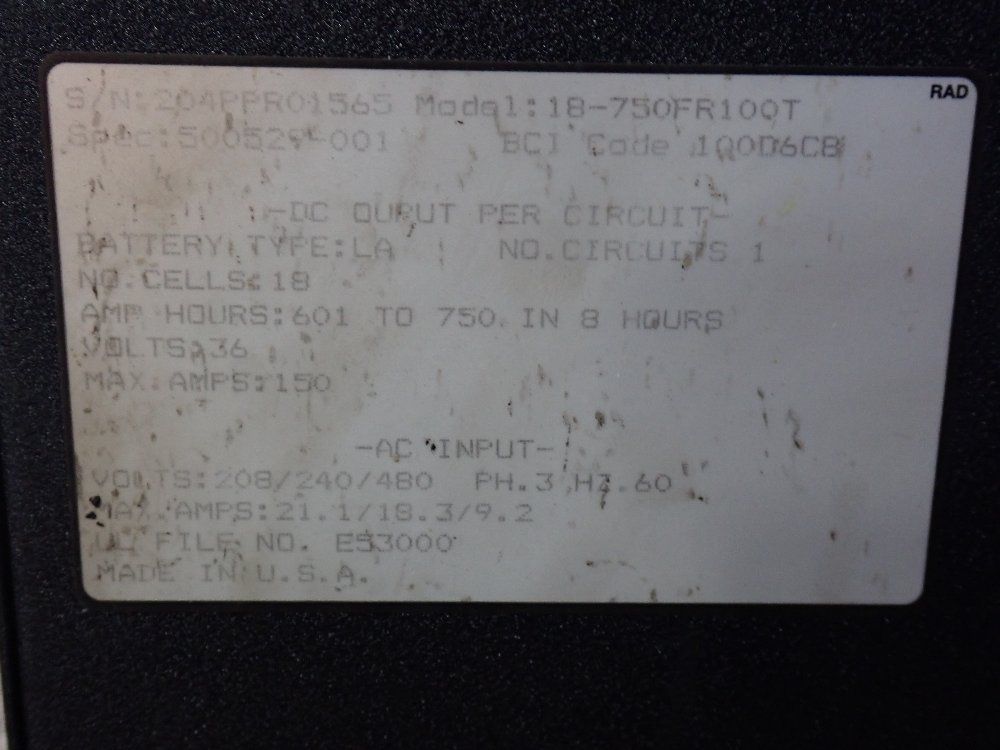 RAD
S/N:204PPR01565 Model:18-750FR100T
Spec:500529-001 BCI Code 100D6CB
-DC OUPUT PER CIRCUIT-
BATTERY TYPE:LA NO.CIRCUITS 1
NO.CELLS:18
AMP HOURS:601 TO 750 IN 8 HOURS
VOLTS:36
MAX.AMPS:150
-AC INPUT-
VOLTS:208/240/480 PH.3 HZ.60
MAX.AMPS:21.1/18.3/9.2
UL FILE NO. E53000
MADE IN U.S.A.